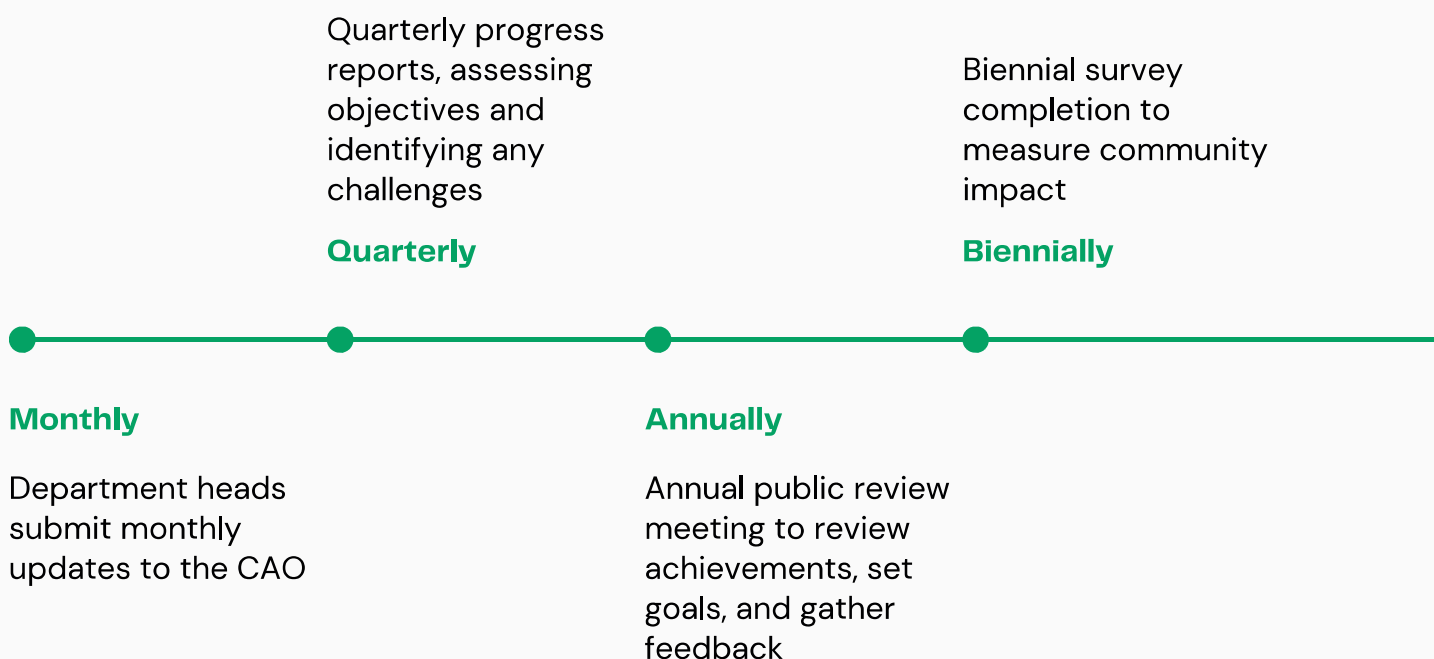 Quarterly progress
reports, assessing
objectives and
identifying any
challenges
Quarterly
Biennial survey
completion to
measure community
impact
Biennially
Monthly
Department heads
submit monthly
updates to the CAO
Annually
Annual public review
meeting to review
achievements, set
goals, and gather
feedback